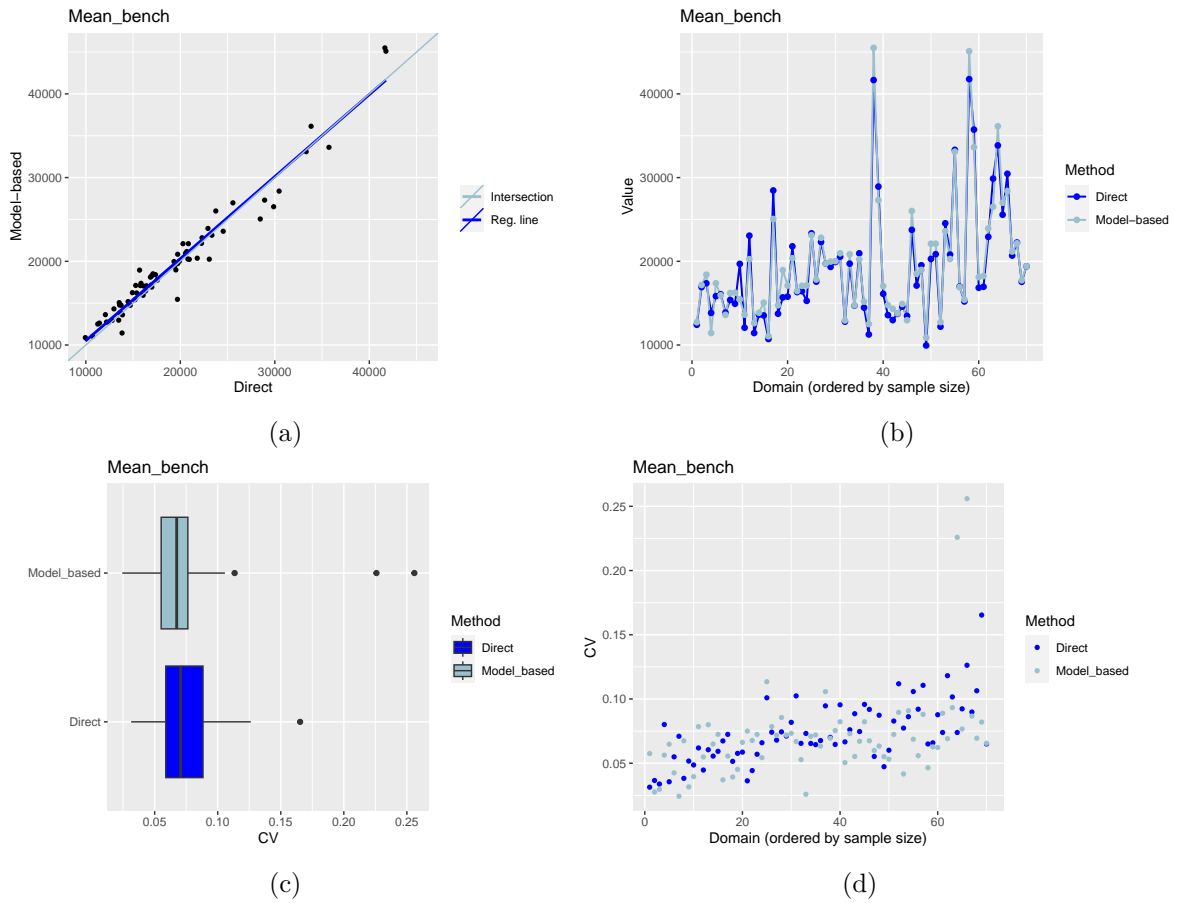 Mean_bench
Model−based
40000
30000
20000
10000
10000 20000 30000 40000
Direct
Intersection
Reg. line
(a)
Mean_bench
Value
40000
30000
20000
10000
0 20 40 60
Domain (ordered by sample size)
Method
Direct
Model−based
(b)
Mean_bench
Model_based
Direct
0.05 0.10 0.15 0.20 0.25
CV
Method
Direct
Model_based
(c)
Mean_bench
CV
0.25
0.20
0.15
0.10
0.05
0 20 40 60
Domain (ordered by sample size)
Method
Direct
Model_based
(d)